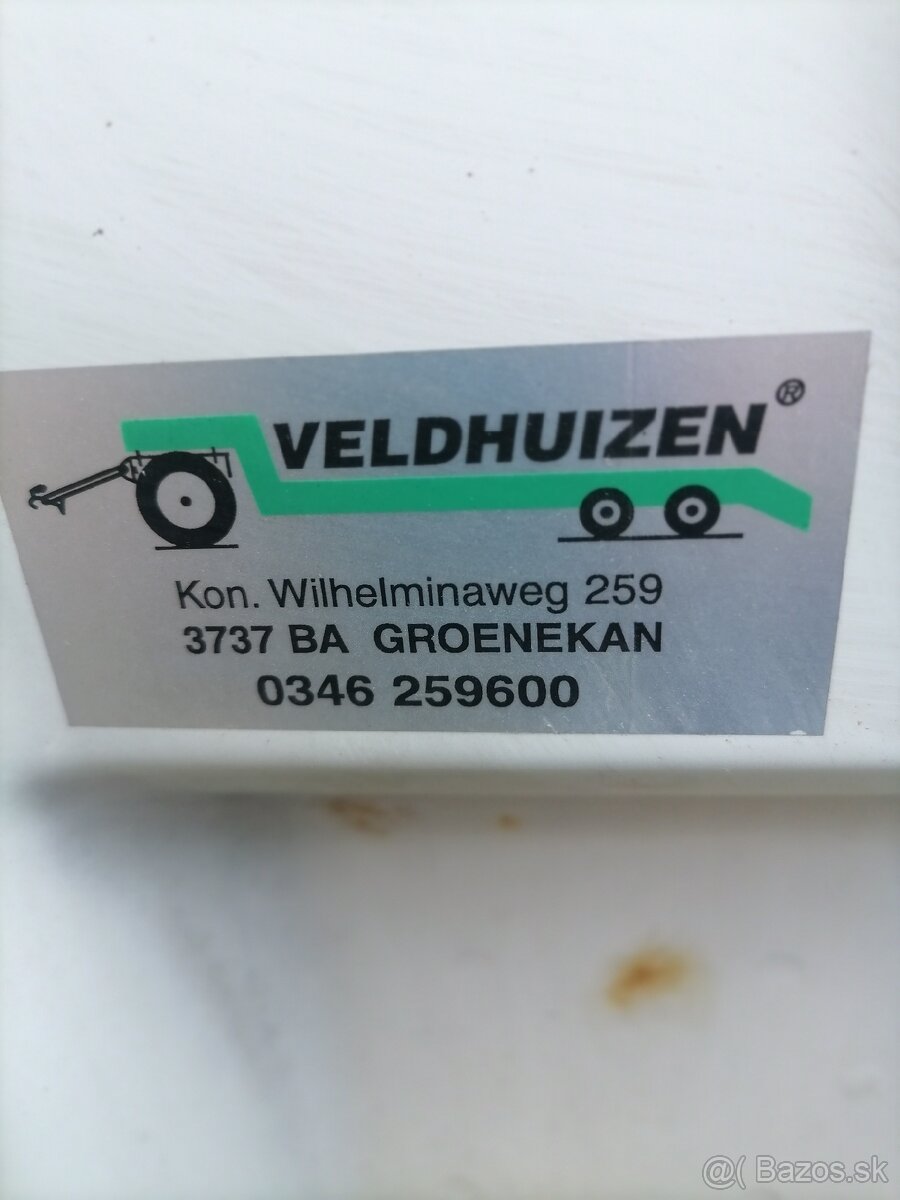 VELDHUIZEN®
Kon. Wilhelminaweg 259
3737 BA GROENEKAN
0346 259600
@( Bazos.sk